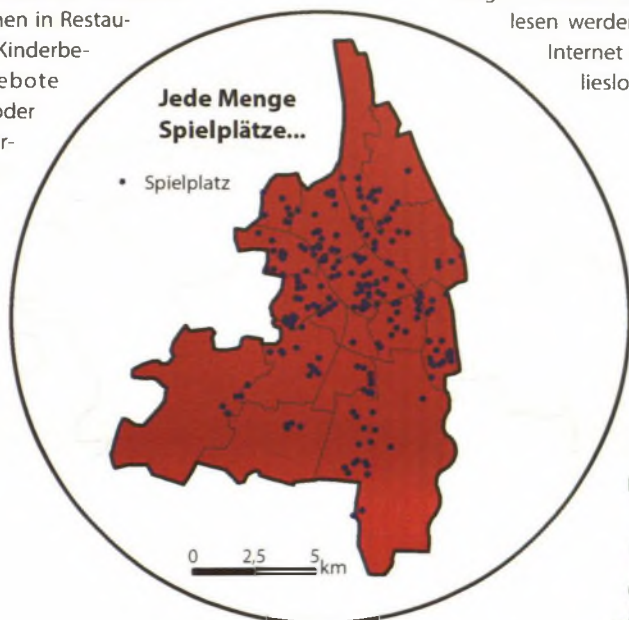 nen in Restau-
Kinderbe-
ebote
oder
r-
lesen werden
Internet
lieslo
Jede Menge
Spielplätze...
• Spielplatz
0 2,5 5
km